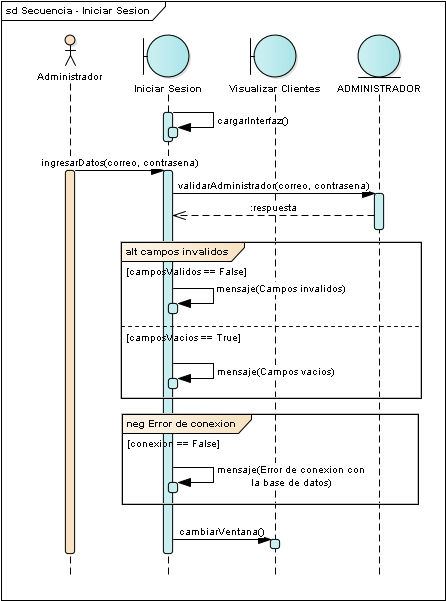 sd Secuencia - Iniciar Sesion
Administrador
Iniciar Sesion
Visualizar Clientes
ADMINISTRADOR
cargarInterfaz()
ingresarDatos(correo, contrasena)
validarAdministrador(correo, contrasena)
:respuesta
alt campos invalidos
[camposValidos == False]
mensaje(Campos invalidos)
[camposVacios == True]
mensaje(Campos vacios)
neg Error de conexion
[conexion == False]
mensaje(Error de conexion con
la base de datos)
cambiarVentana()